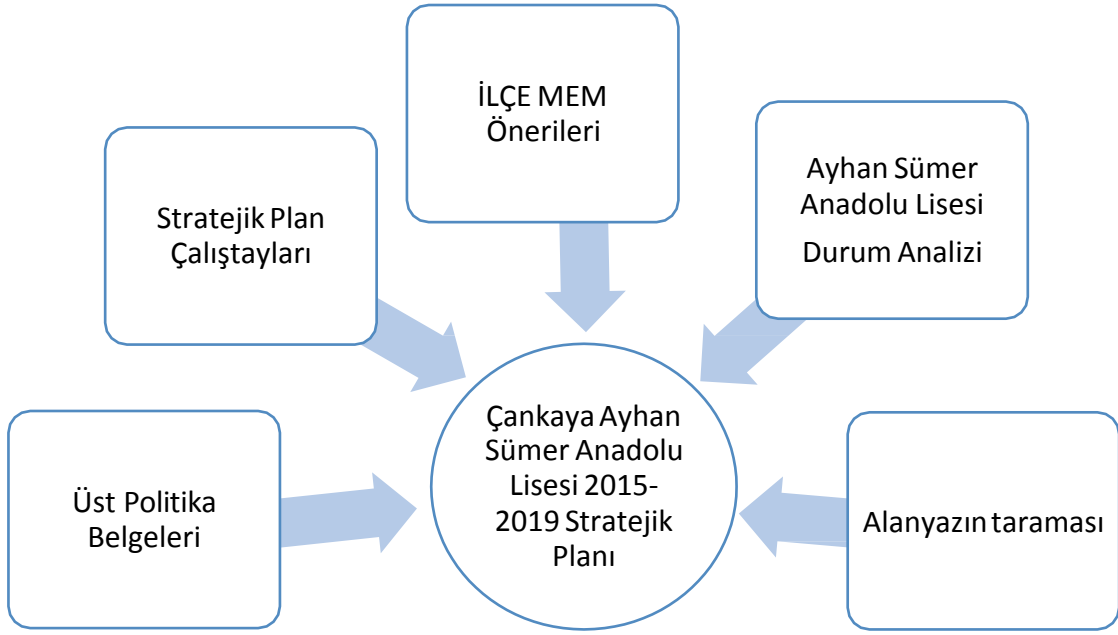 İLÇE MEM
Önerileri
Stratejik Plan
Çalıştayları
Ayhan Sümer
Anadolu Lisesi
Durum Analizi
Üst Politika
Belgeleri
Çankaya Ayhan
Sümer Anadolu
Lisesi 2015-
2019 Stratejik
Planı
Alanyazın taraması